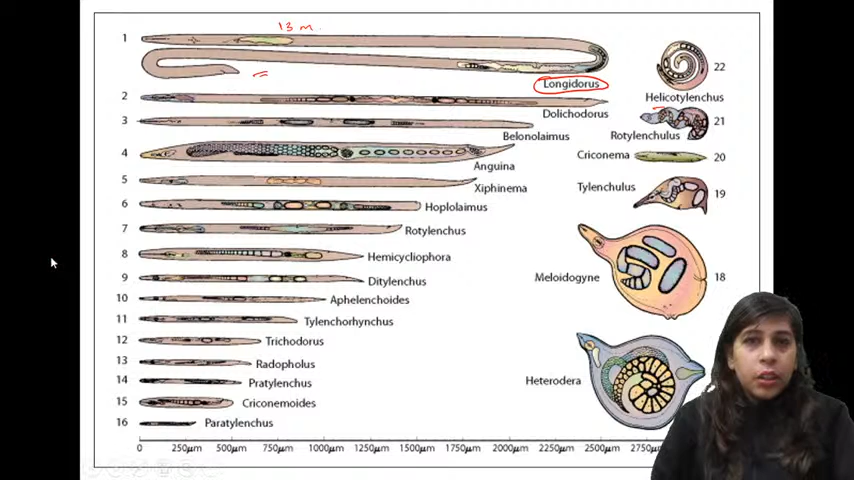 13 m
1
Longidorus
2
Dolichodorus
3
Belonolaimus
4
Anguina
5
Xiphinema
6
Hoplolaimus
7
Rotylenchus
8
Hemicycliophora
9
Ditylenchus
10
Aphelenchoides
11
Tylenchorhynchus
12
Trichodorus
13
Radopholus
14
Pratylenchus
15
Criconemoides
16
Paratylenchus
22
Helicotylenchus
21
Rotylenchulus
Criconema 20
Tylenchulus
19
Meloidogyne 18
Heterodera
0 250µm 500µm 750µm 1000µm 1250µm 1500µm 1750µm 2000µm 2250µm 2500µm